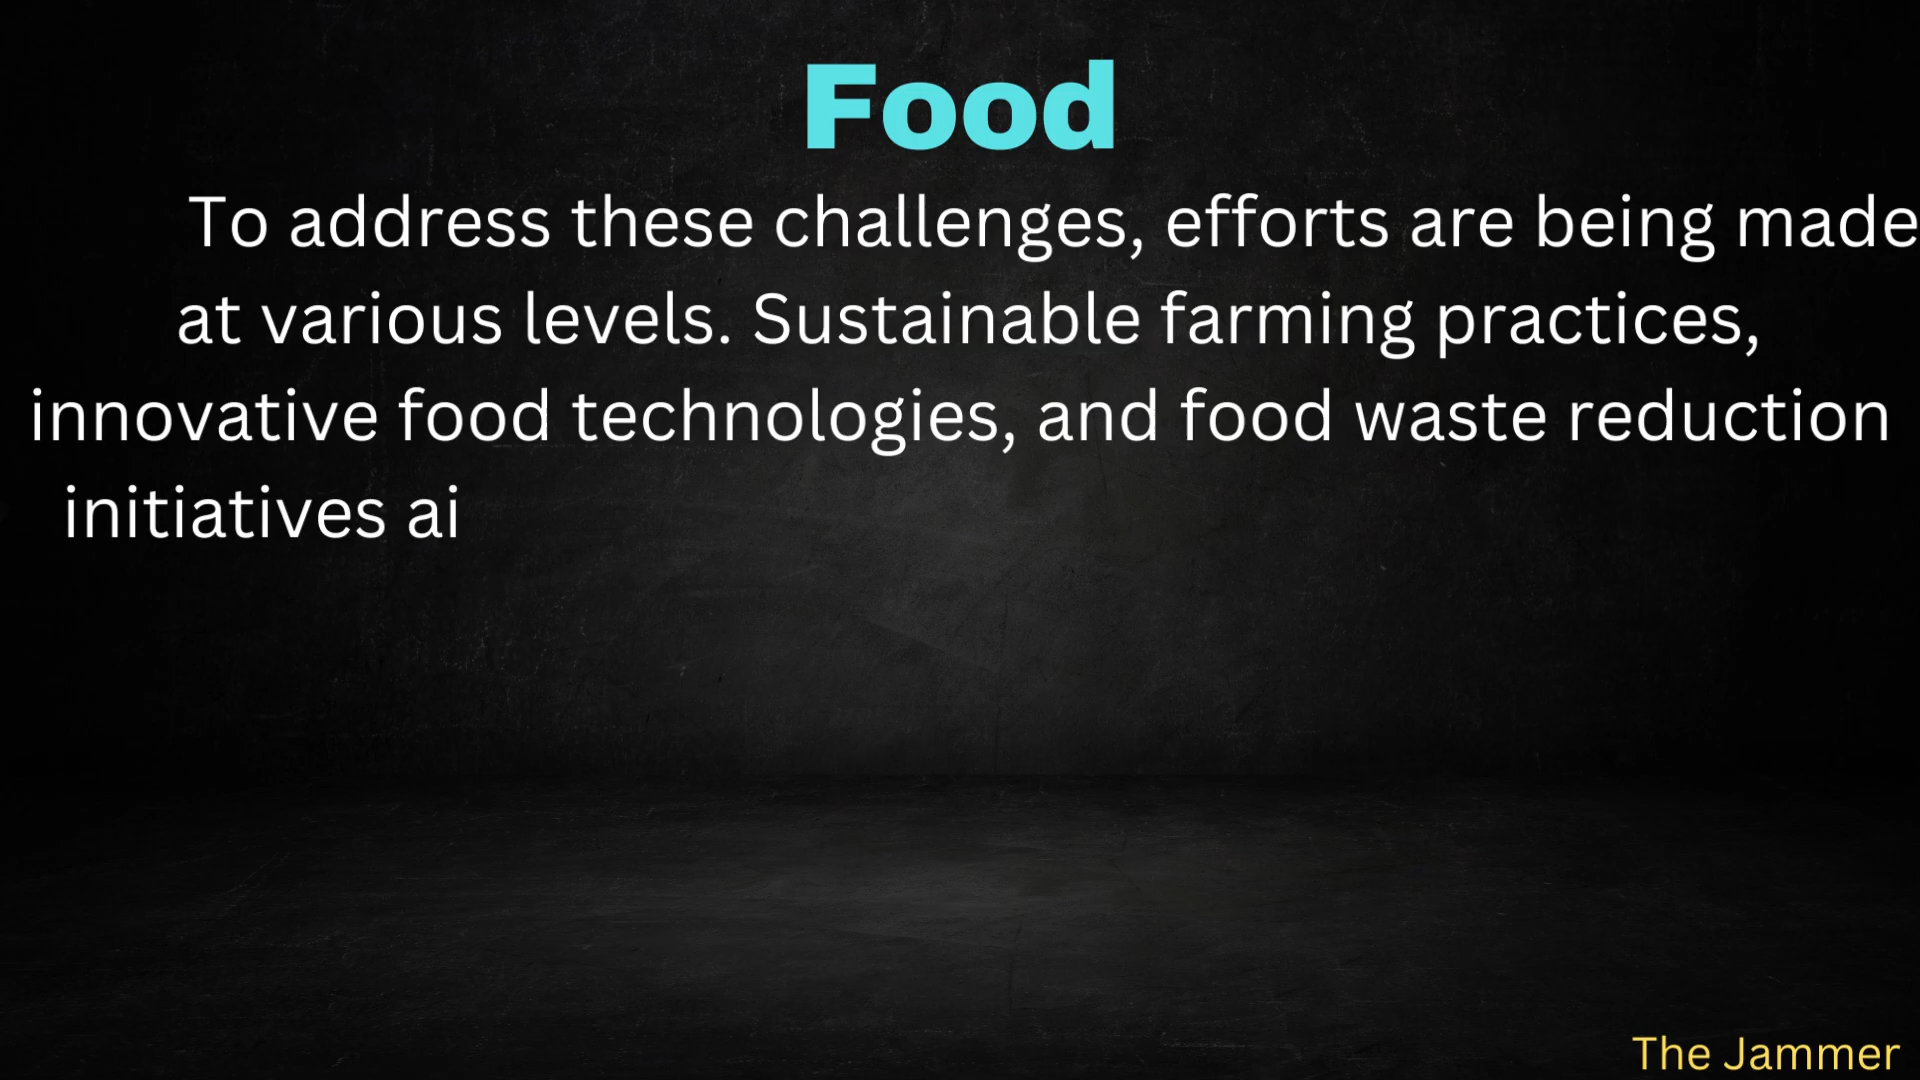 Food
To address these challenges, efforts are being made
at various levels. Sustainable farming practices,
innovative food technologies, and food waste reduction
initiatives ai
The Jammer